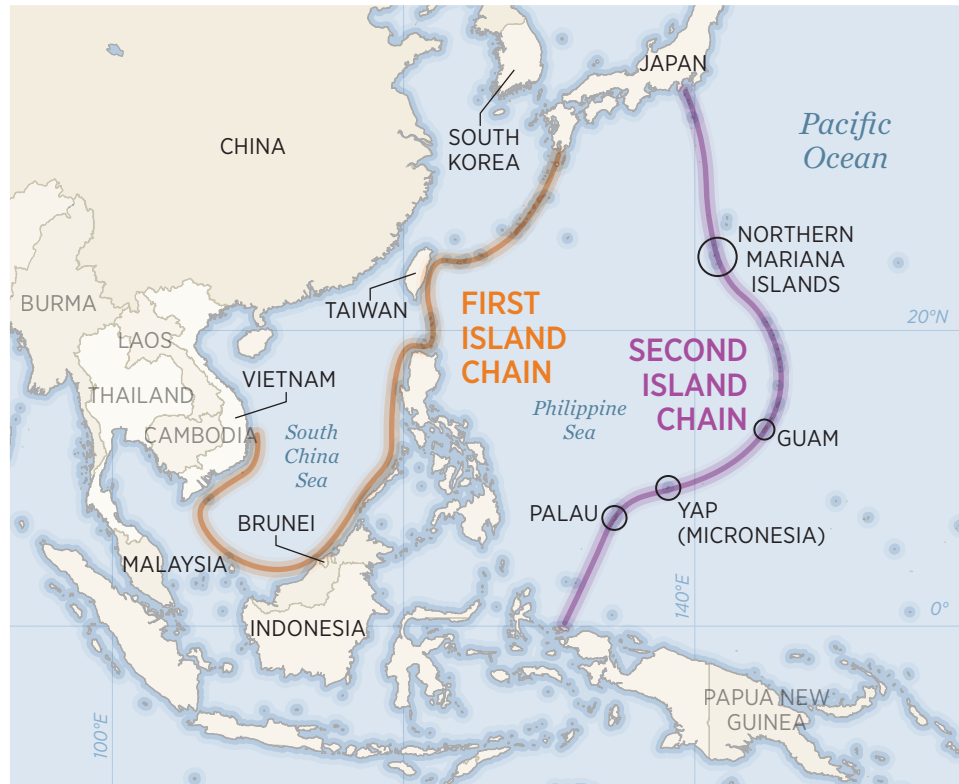 JAPAN
Pacific
Ocean
CHINA
SOUTH
KOREA
NORTHERN
MARIANA
ISLANDS
BURMA
TAIWAN
FIRST
ISLAND
CHAIN
20°N
LAOS
SECOND
ISLAND
CHAIN
VIETNAM
THAILAND
Philippine
Sea
CAMBODIA
South
China
Sea
GUAM
PALAU
YAP
(MICRONESIA)
BRUNEI
MALAYSIA
140°E
0°
INDONESIA
PAPUA NEW
GUINEA
100°E